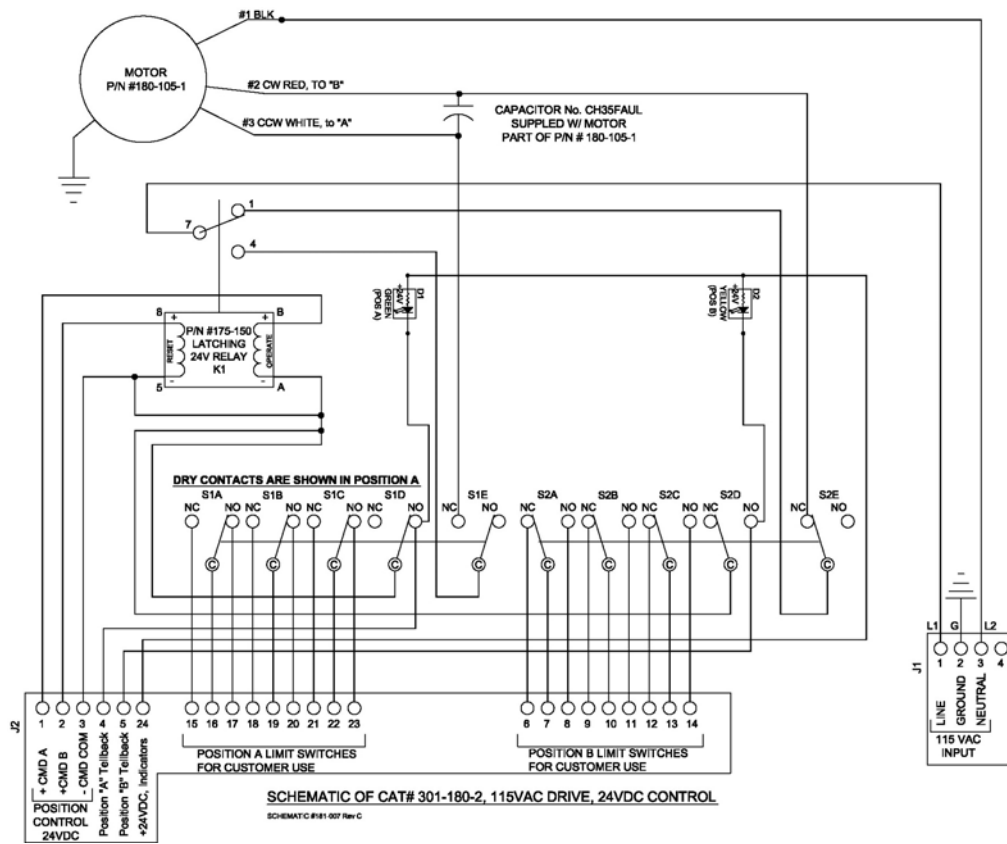 #1 BLK
MOTOR
P/N #180-105-1
#2 CW RED, TO "B"
#3 CCW WHITE, to "A"
CAPACITOR No. CH35FAUL
SUPPLED W/ MOTOR
PART OF P/N # 180-105-1
1
7
4
D1
+24V
GREEN
(POS A)
D2
+24V
YELLOW
(POS B)
8 + + B
P/N #175-150
LATCHING
24V RELAY
K1
RESET
OPERATE
5 - - A
DRY CONTACTS ARE SHOWN IN POSITION A
S1A S1B S1C S1D S1E S2A S2B S2C S2D S2E
NC NO NC NO NC NO NC NO NC NO NC NO NC NO NC NO NC NO NC NO
C C C C C C C C C C
L1 G L2
J1
1 2 3 4
LINE
GROUND
NEUTRAL
115 VAC
INPUT
J2
1 2 3 4 5 24 15 16 17 18 19 20 21 22 23 6 7 8 9 10 11 12 13 14
+ CMD A
+CMD B
- CMD COM
Position "A" Tellback
Position "B" Tellback
+24VDC, Indicators
POSITION
CONTROL
24VDC
POSITION A LIMIT SWITCHES
FOR CUSTOMER USE
POSITION B LIMIT SWITCHES
FOR CUSTOMER USE
SCHEMATIC OF CAT# 301-180-2, 115VAC DRIVE, 24VDC CONTROL
SCHEMATIC #181-007 Rev C